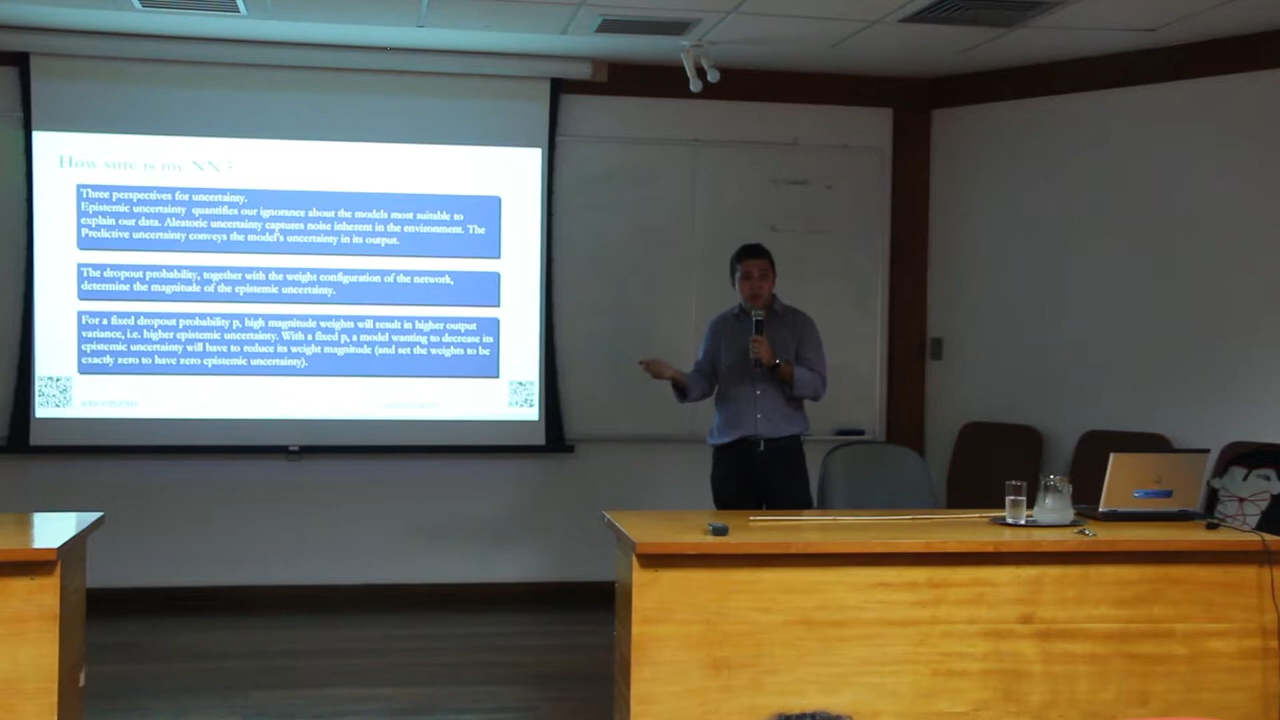 How sure is my NN?
Three perspectives for uncertainty.
Epistemic uncertainty quantifies our ignorance about the models most suitable to
explain our data. Aleatoric uncertainty captures noise inherent in the environment. The
Predictive uncertainty conveys the model's uncertainty in its output.
The dropout probability, together with the weight configuration of the network,
determine the magnitude of the epistemic uncertainty.
For a fixed dropout probability p, high magnitude weights will result in higher output
variance, i.e. higher epistemic uncertainty. With a fixed p, a model wanting to decrease its
epistemic uncertainty will have to reduce its weight magnitude (and set the weights to be
exactly zero to have zero epistemic uncertainty).